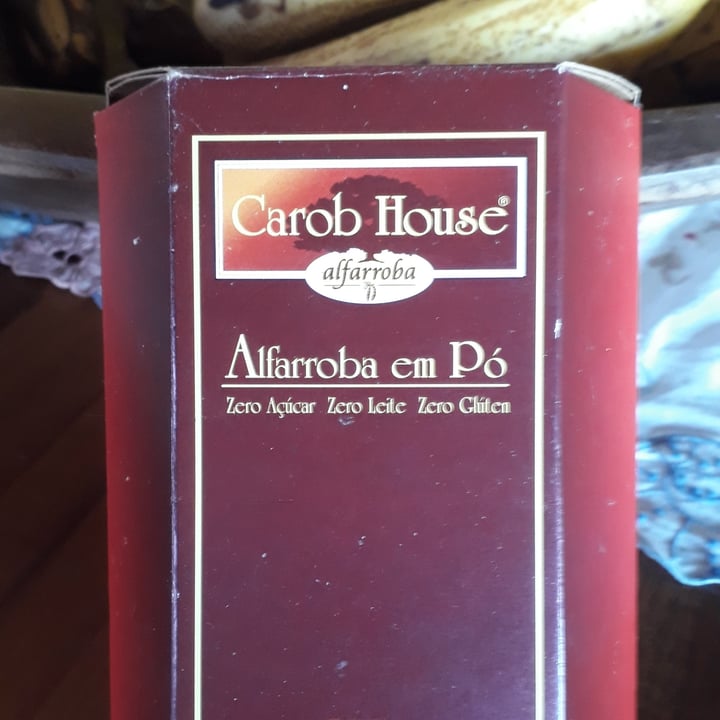 Carob House®
alfarroba
Alfarroba em Pó
Zero Açúcar Zero Leite Zero Glúten